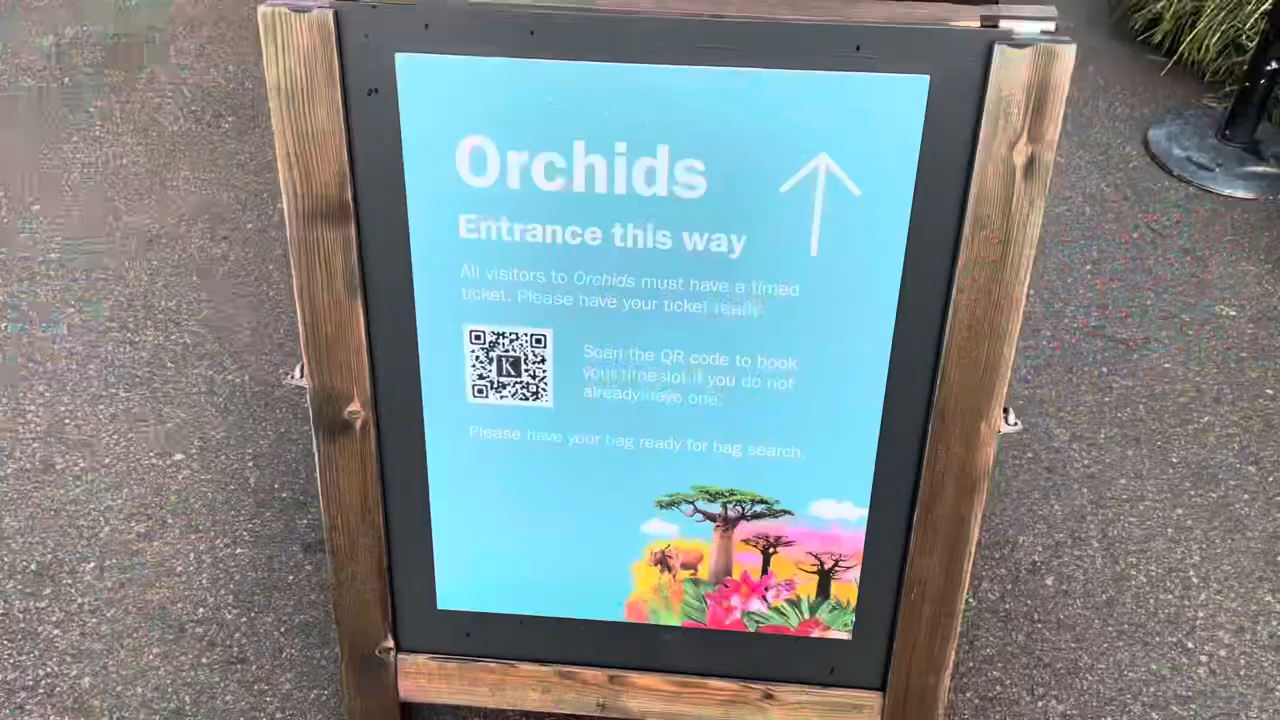 Orchids
Entrance this way
All visitors to Orchids must have a timed
ticket. Please have your ticket ready.
K
Scan the QR code to book
your timeslot if you do not
already have one.
Please have your bag ready for bag search.